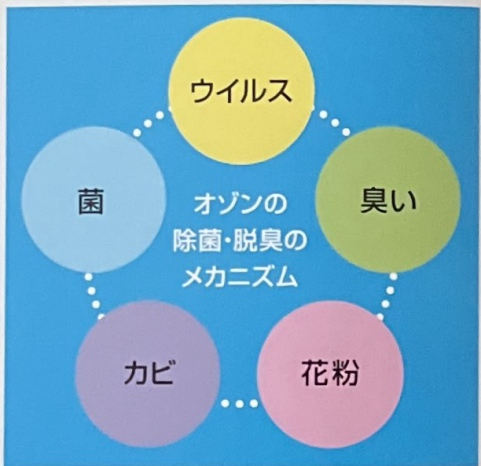 ウイルス
菌
臭い
オゾンの
除菌・脱臭の
メカニズム
カビ
花粉